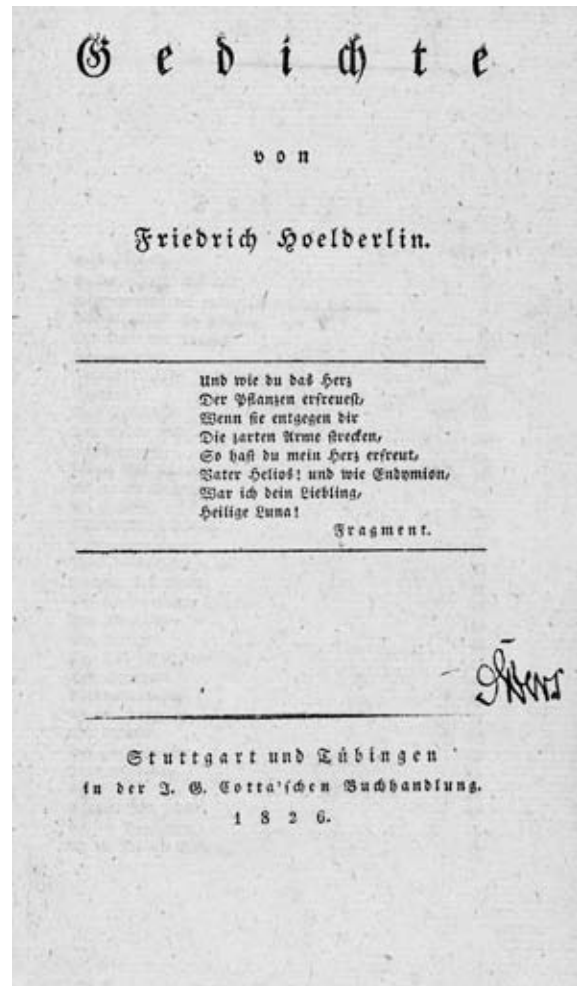 Gedichte
von
Friedrich Hoelderlin.
Und wie du das Herz
Der Pflanzen erfreuest,
Wenn sie entgegen dir
Die zarten Arme strecken,
So hast du mein Herz erfreut,
Vater Helios! und wie Endymion,
War ich dein Liebling,
Heilige Luna!
Fragment.
Stuttgart und Tübingen
in der J. G. Cotta'schen Buchhandlung.
1826.